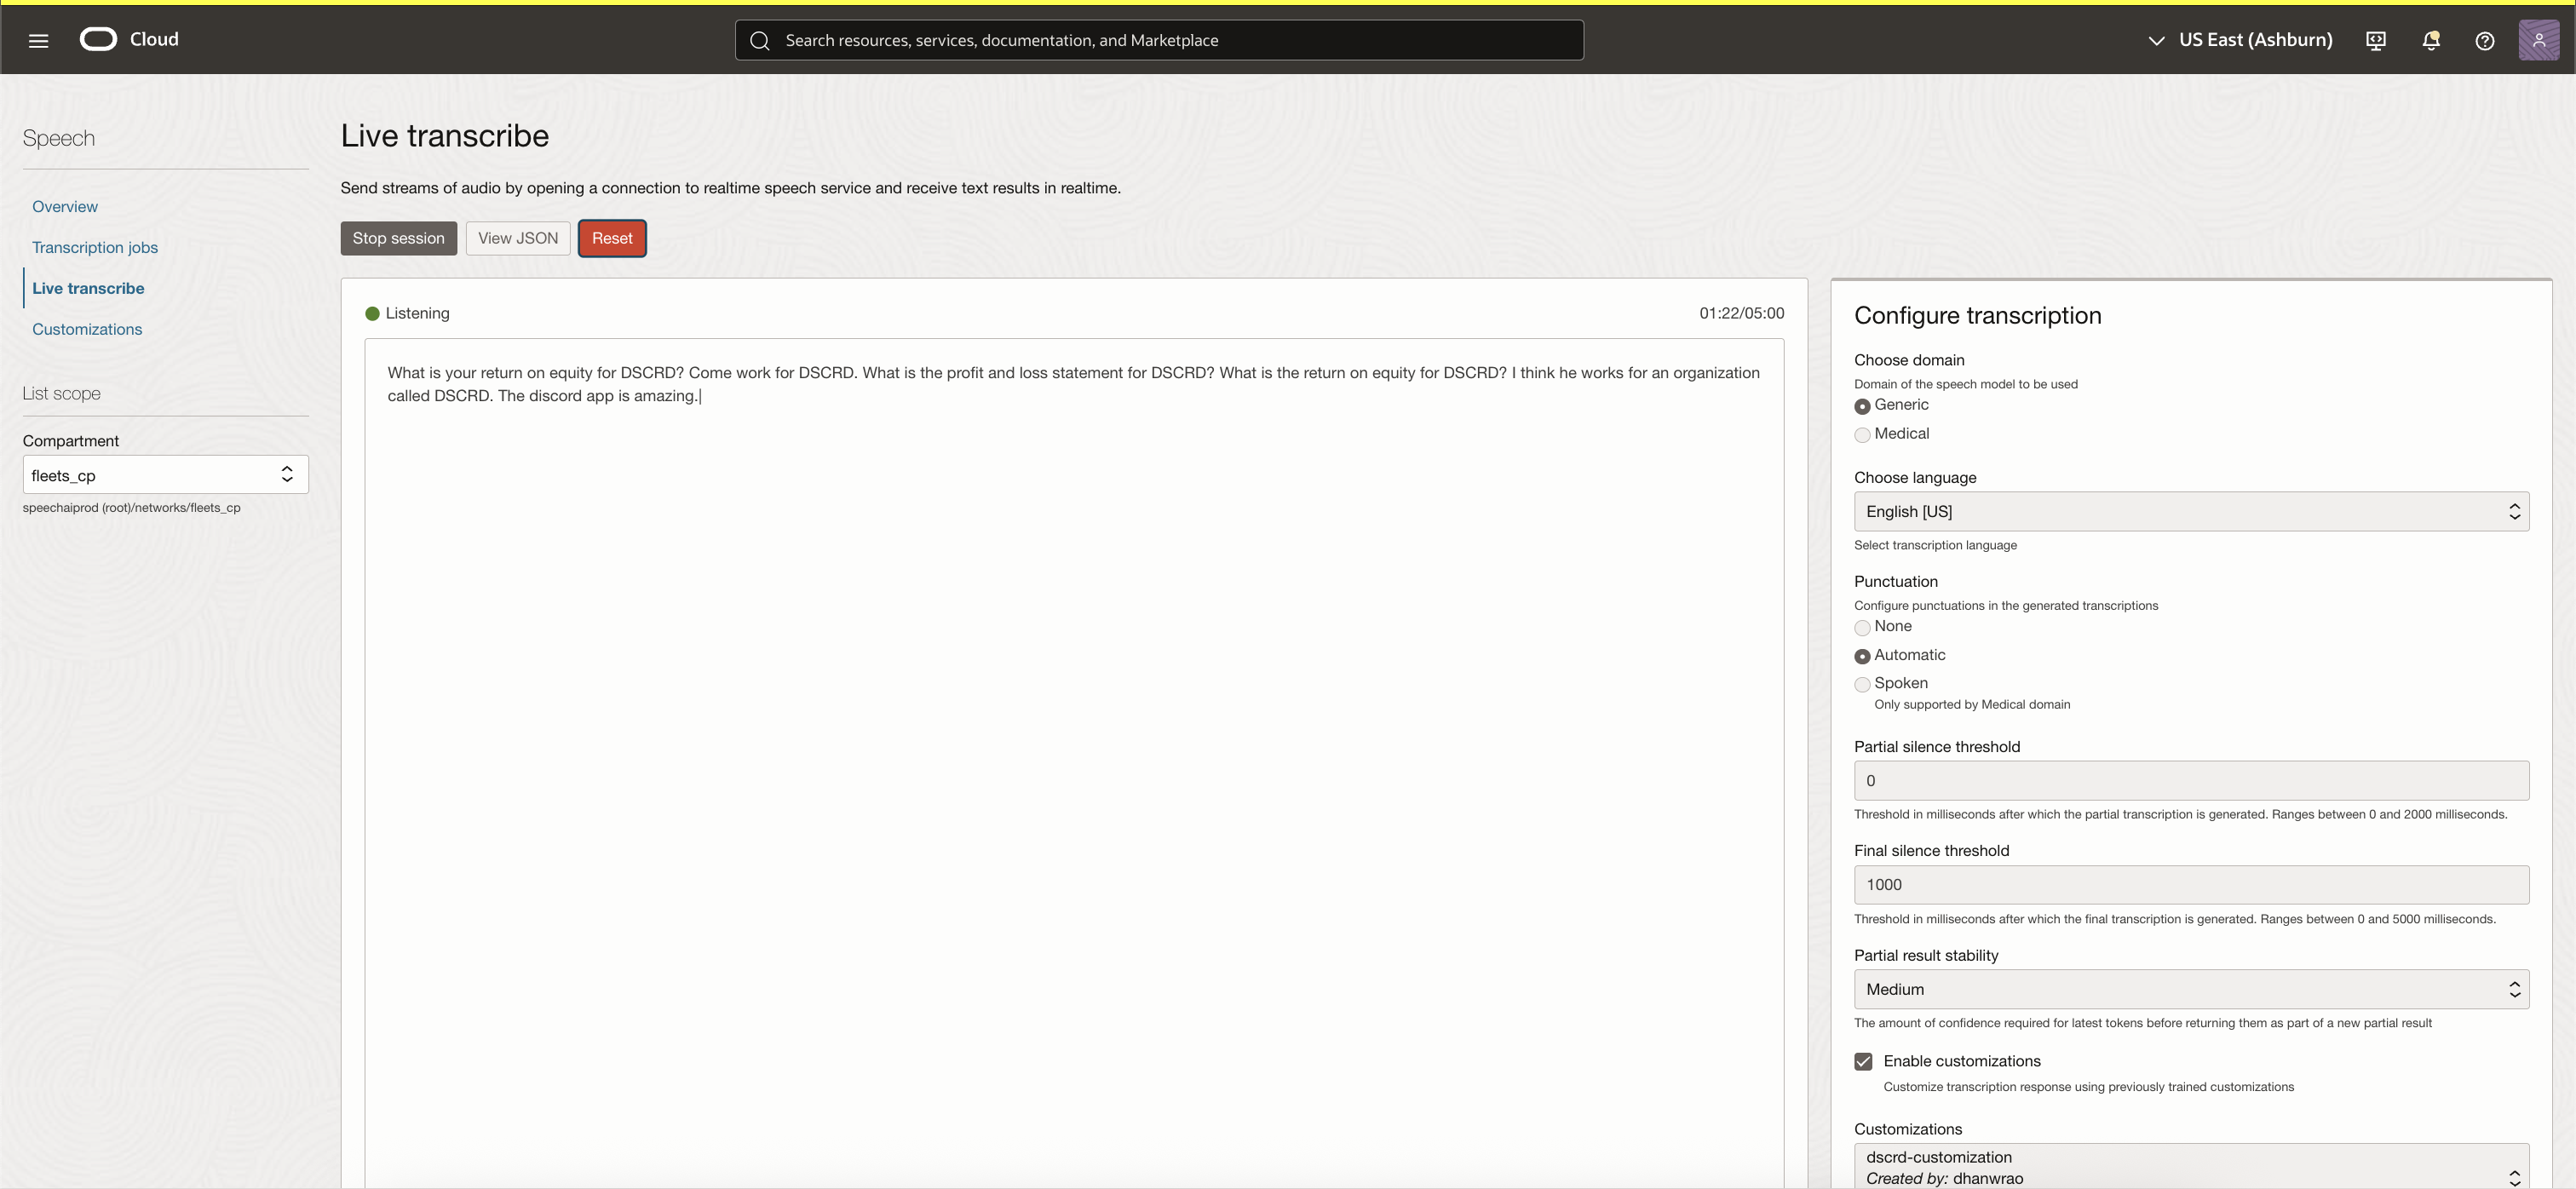 Cloud
Search resources, services, documentation, and Marketplace
US East (Ashburn)
Speech
Overview
Transcription jobs
Live transcribe
Customizations
List scope
Compartment
fleets_cp
speechaiprod (root)/networks/fleets_cp
Live transcribe
Send streams of audio by opening a connection to realtime speech service and receive text results in realtime.
Stop session
View JSON
Reset
Listening
01:22/05:00
What is your return on equity for DSCRD? Come work for DSCRD. What is the profit and loss statement for DSCRD? What is the return on equity for DSCRD? I think he works for an organization
called DSCRD. The discord app is amazing.
Configure transcription
Choose domain
Domain of the speech model to be used
Generic
Medical
Choose language
English [US]
Select transcription language
Punctuation
Configure punctuations in the generated transcriptions
None
Automatic
Spoken
Only supported by Medical domain
Partial silence threshold
0
Threshold in milliseconds after which the partial transcription is generated. Ranges between 0 and 2000 milliseconds.
Final silence threshold
1000
Threshold in milliseconds after which the final transcription is generated. Ranges between 0 and 5000 milliseconds.
Partial result stability
Medium
The amount of confidence required for latest tokens before returning them as part of a new partial result
Enable customizations
Customize transcription response using previously trained customizations
Customizations
dscrd-customization
Created by: dhanwrao